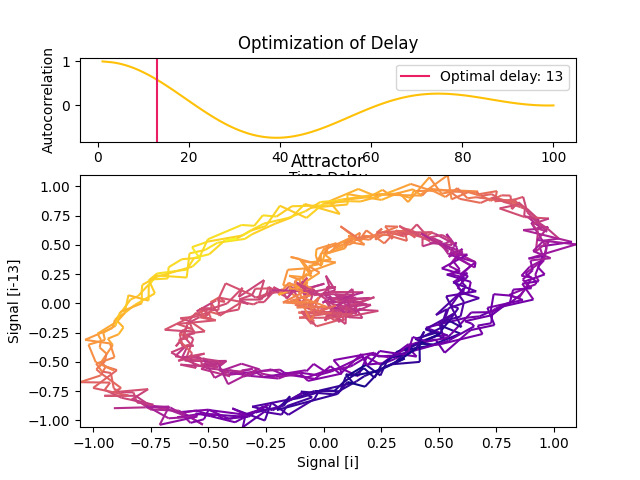 Optimization of Delay
Autocorrelation
1
0
Optimal delay: 13
0 20 40 60 80 100
Time Delay
Attractor
Signal [i-13]
1.00
0.75
0.50
0.25
0.00
−0.25
−0.50
−0.75
−1.00
−1.00 −0.75 −0.50 −0.25 0.00 0.25 0.50 0.75 1.00
Signal [i]